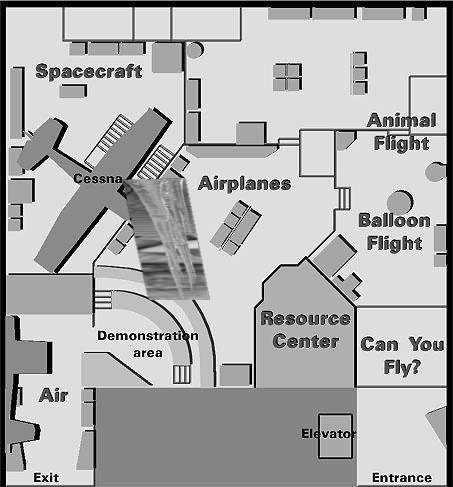 Spacecraft
Animal
Flight
Cessna
Airplanes
Balloon
Flight
Resource
Center
Demonstration
area
Can You
Fly?
Air
Elevator
Exit
Entrance